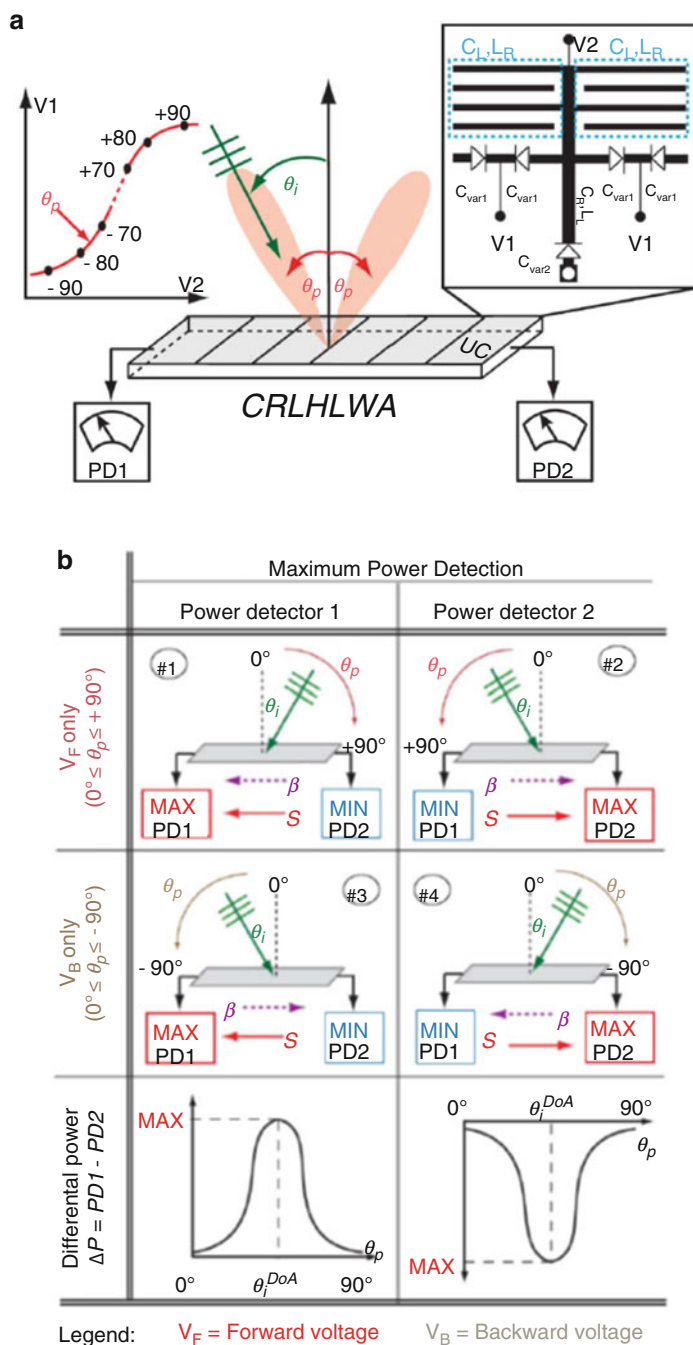 a
V1
+90
+80
+70
θp
- 70
- 80
- 90
V2
θi
θp
θp
V2
CL,LR
CL,LR
Cvar1
Cvar1
CR,LL
Cvar1
Cvar1
V1
V1
Cvar2
UC
CRLHLWA
PD1
PD2
b
Maximum Power Detection
Power detector 1
Power detector 2
VF only
(0° ≤ θp ≤ + 90°)
#1
0°
θp
θi
+90°
β
S
MAX
PD1
MIN
PD2
#2
0°
θp
θi
+90°
β
S
MIN
PD1
MAX
PD2
VB only
(0° ≤ θp ≤ - 90°)
θp
0°
#3
θi
- 90°
β
S
MAX
PD1
MIN
PD2
#4
0°
θp
θi
- 90°
β
S
MIN
PD1
MAX
PD2
Differental power
ΔP = PD1 - PD2
MAX
θp
0°
θiDoA
90°
0°
θiDoA
90°
θp
MAX
Legend:
VF = Forward voltage
VB = Backward voltage